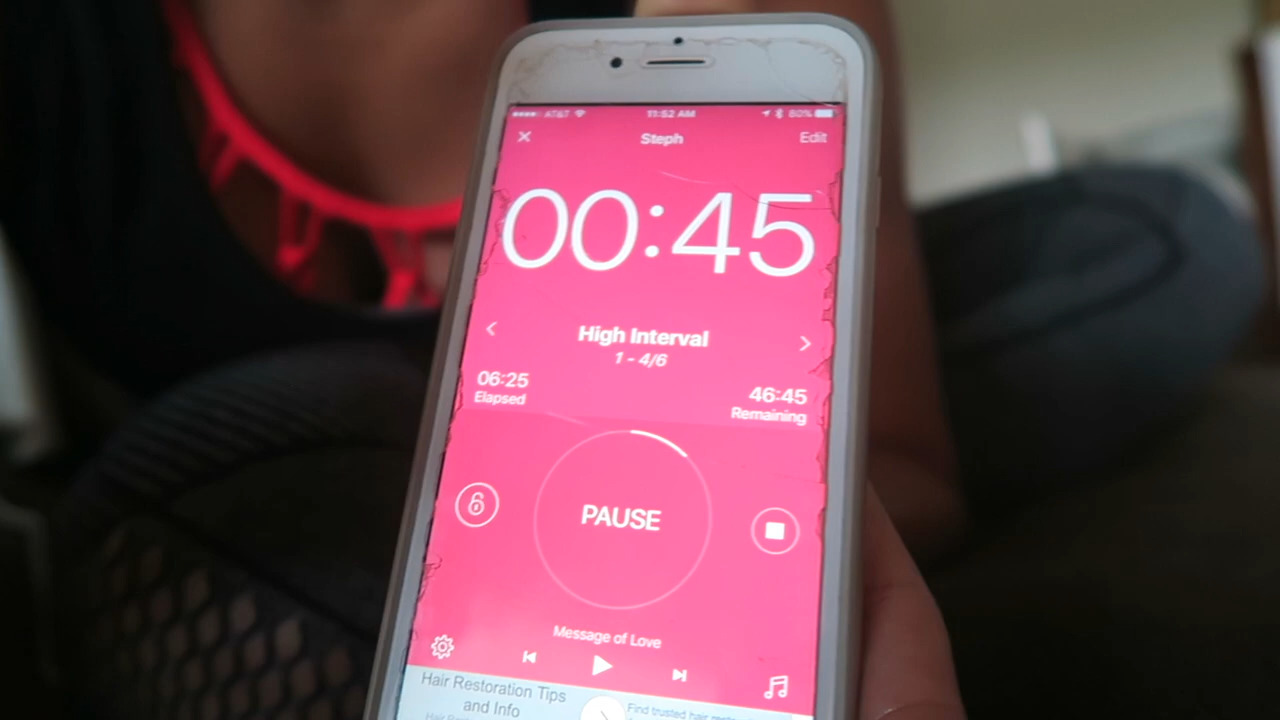 AT&T 11:52 AM 80%
Steph Edit
00:45
High Interval
1 - 4/6
06:25 46:45
Elapsed Remaining
PAUSE
Message of Love
Hair Restoration Tips
and Info
Find trusted hair